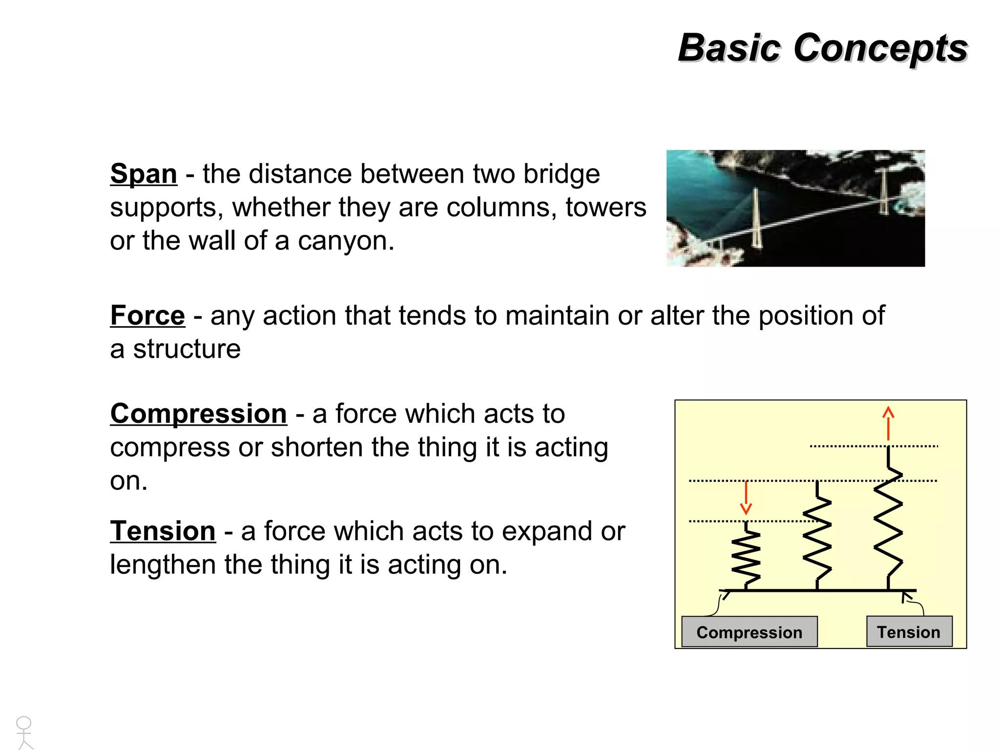 Basic Concepts
Span - the distance between two bridge
supports, whether they are columns, towers
or the wall of a canyon.
Force - any action that tends to maintain or alter the position of
a structure
Compression - a force which acts to
compress or shorten the thing it is acting
on.
Tension - a force which acts to expand or
lengthen the thing it is acting on.
Compression
Tension